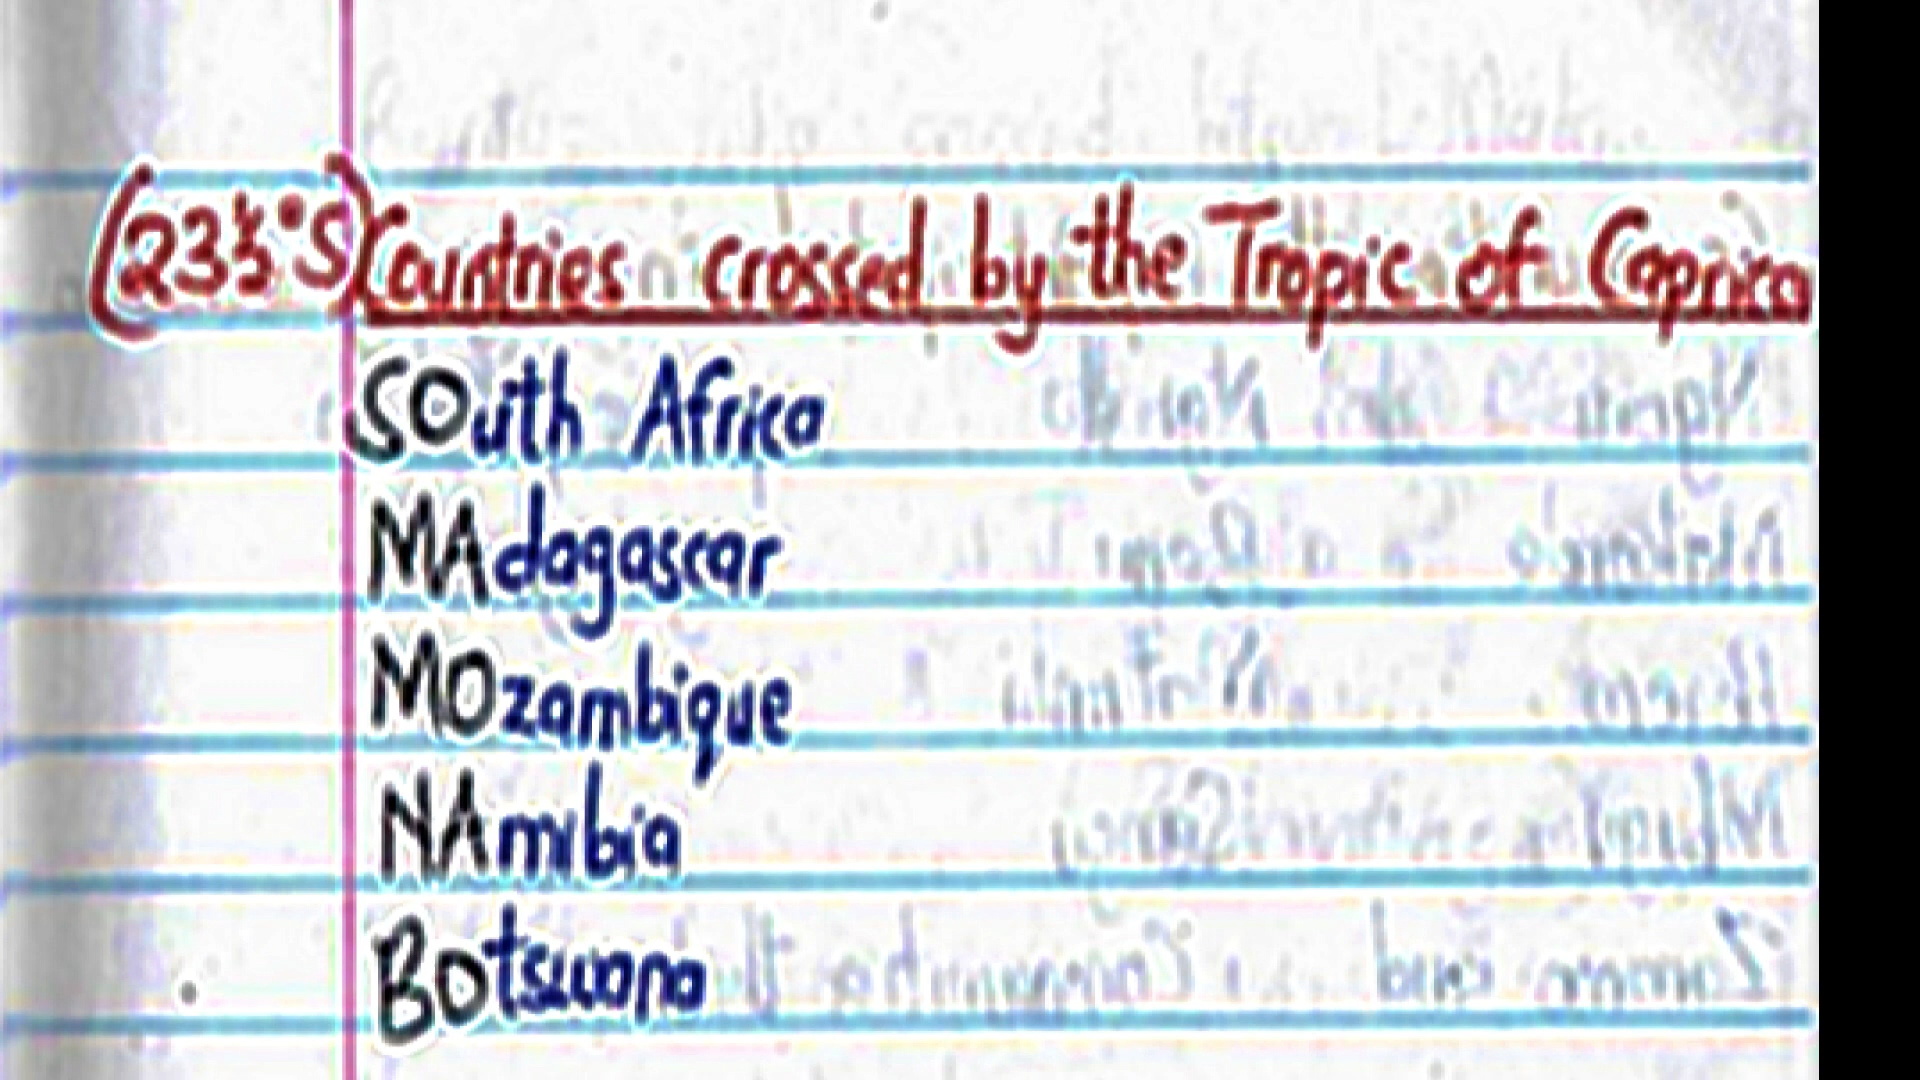 (23½°S) Countries crossed by the Tropic of Caprico
SOuth Africa
MAdagascar
MOzambique
NAmibia
BOtswana